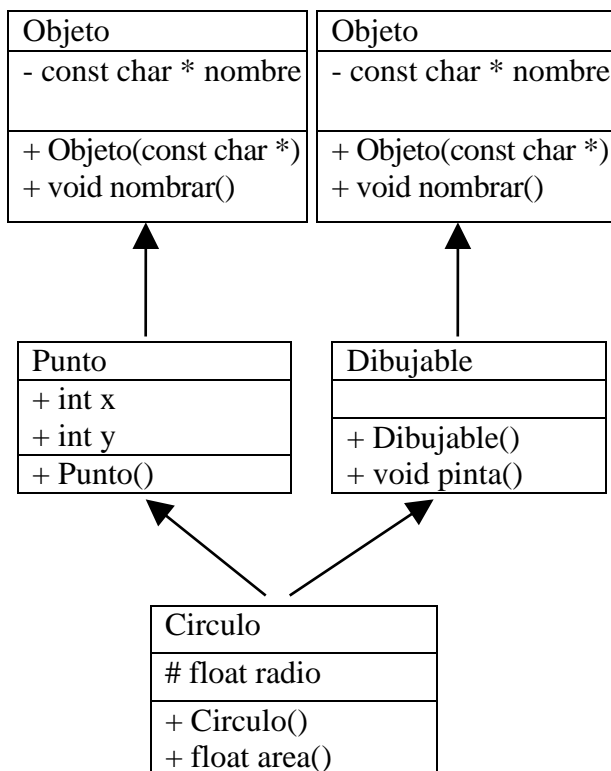 Objeto
- const char * nombre
+ Objeto(const char *)
+ void nombrar()
Objeto
- const char * nombre
+ Objeto(const char *)
+ void nombrar()
Punto
+ int x
+ int y
+ Punto()
Dibujable
+ Dibujable()
+ void pinta()
Circulo
# float radio
+ Circulo()
+ float area()